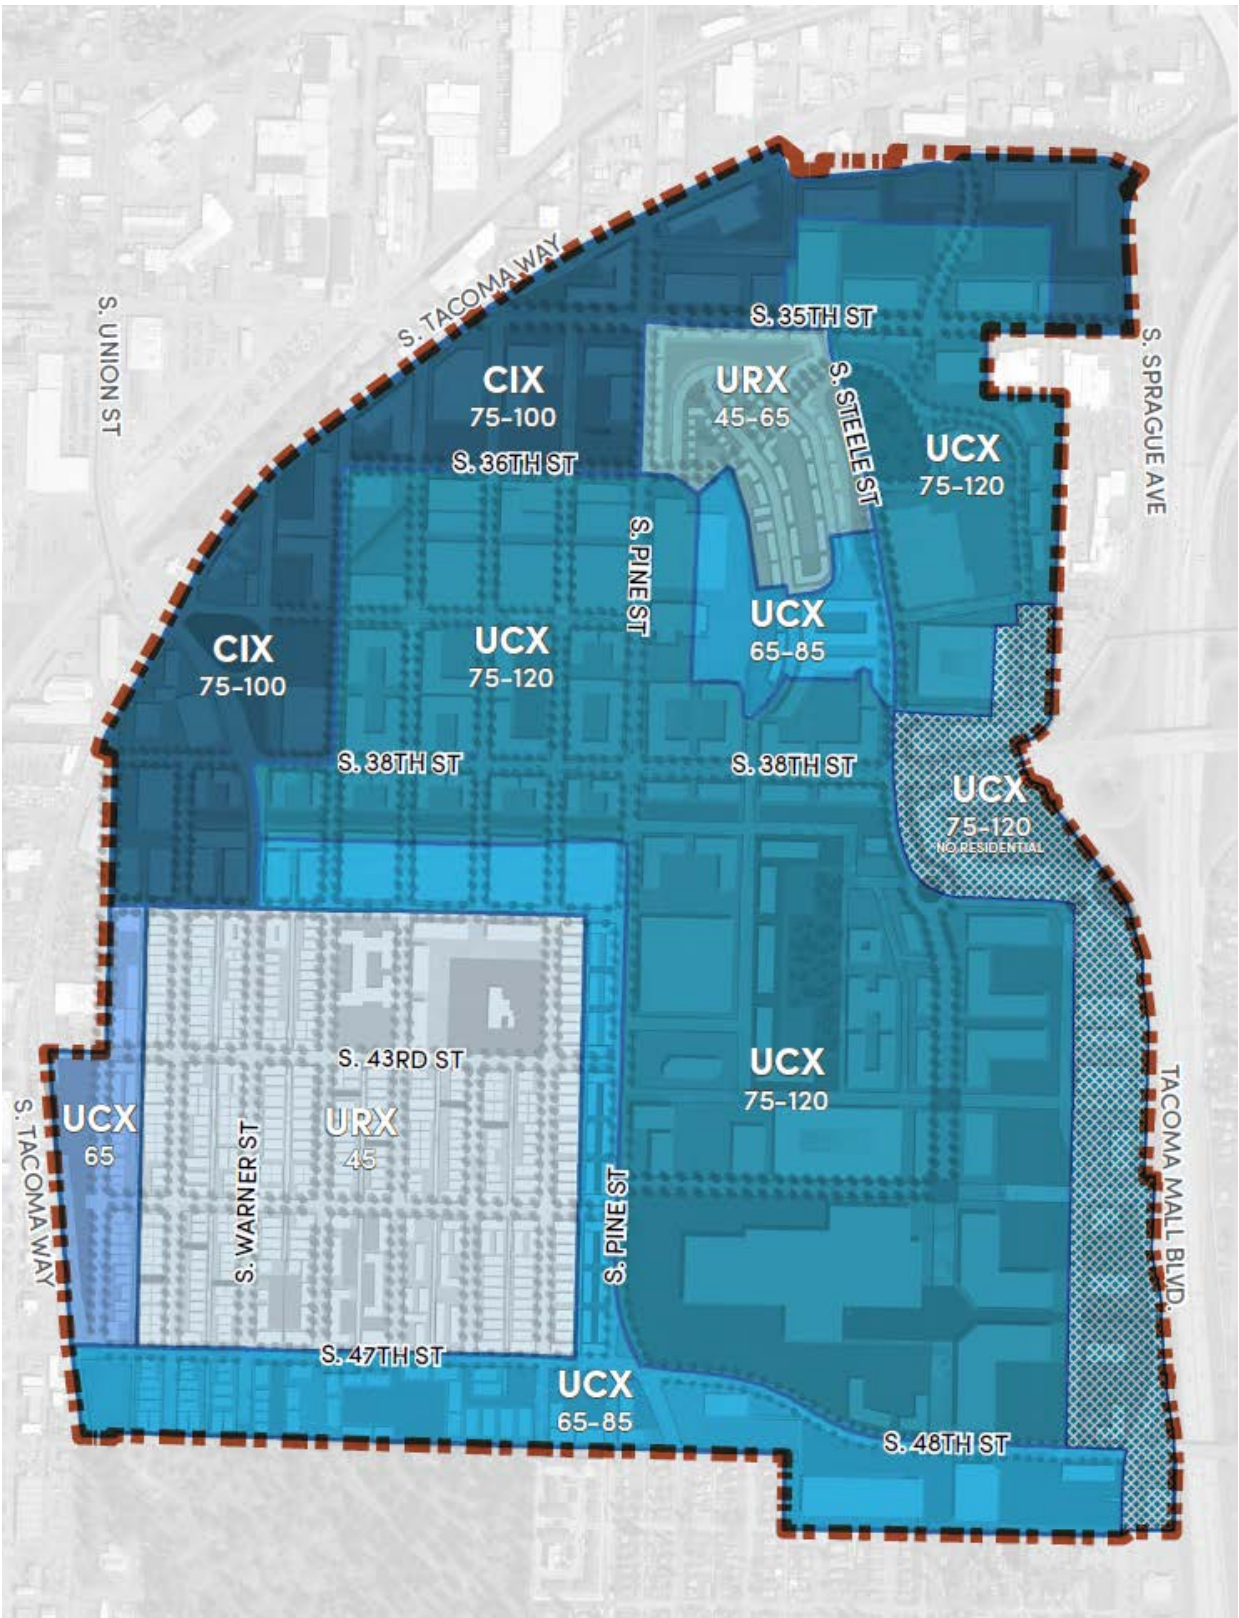 S. TACOMA WAY
S. UNION ST
S. 35TH ST
S. SPRAGUE AVE
CIX
75-100
URX
45-65
S. STEELE ST
UCX
75-120
S. 36TH ST
S. PINE ST
UCX
65-85
CIX
75-100
UCX
75-120
S. 38TH ST
S. 38TH ST
UCX
75-120
NO RESIDENTIAL
S. 43RD ST
UCX
75-120
UCX
65
URX
45
S. TACOMA WAY
S. WARNER ST
S. PINE ST
TACOMA MALL BLVD.
S. 47TH ST
UCX
65-85
S. 48TH ST